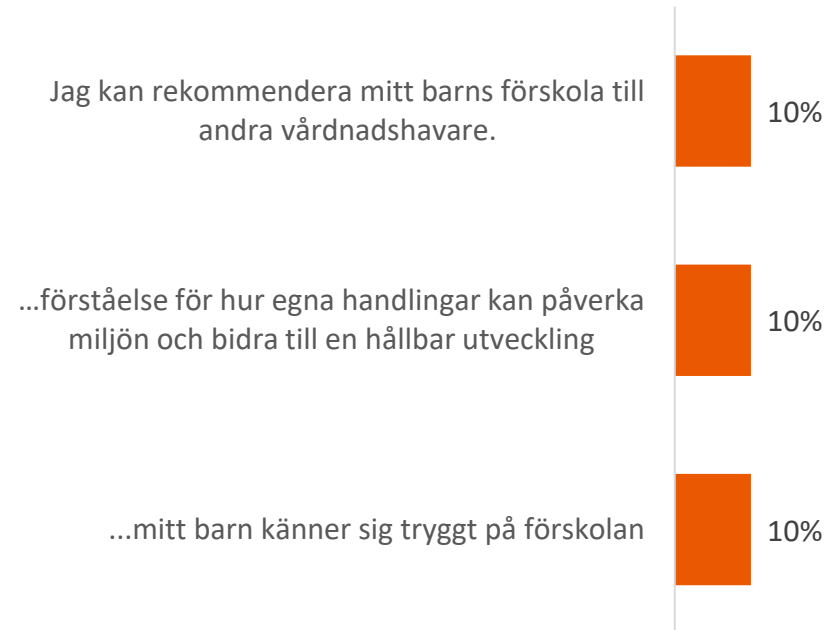 Jag kan rekommendera mitt barns förskola till
andra vårdnadshavare.
10%
…förståelse för hur egna handlingar kan påverka
miljön och bidra till en hållbar utveckling
10%
...mitt barn känner sig tryggt på förskolan
10%